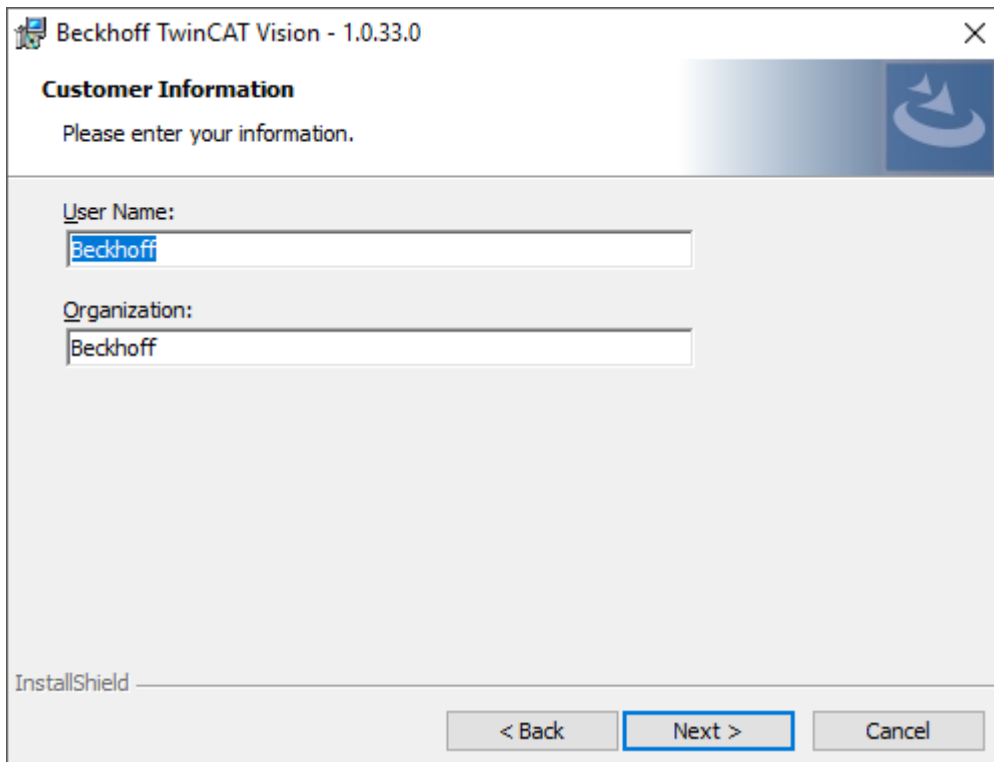 Beckhoff TwinCAT Vision - 1.0.33.0
Customer Information
Please enter your information.
User Name:
Beckhoff
Organization:
Beckhoff
InstallShield
< Back Next > Cancel